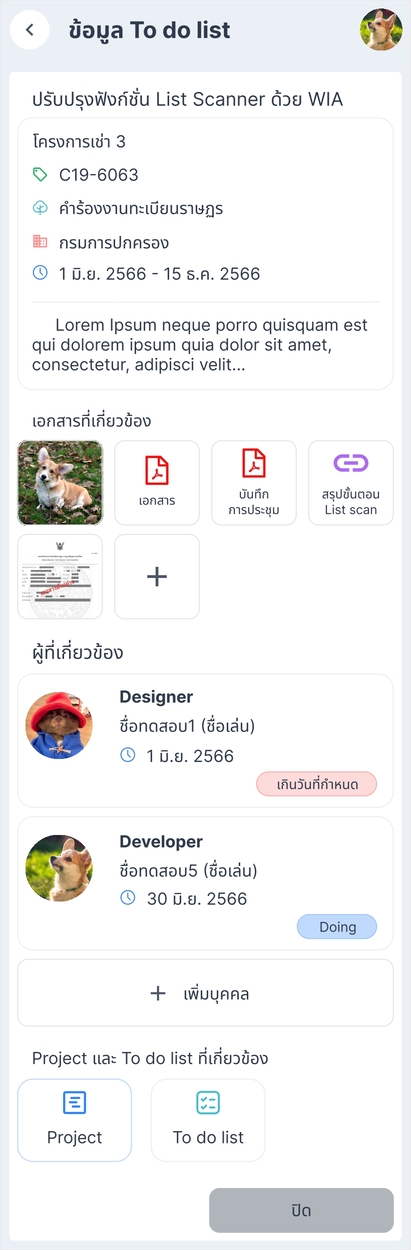 ข้อมูล To do list
ปรับปรุงฟังก์ชั่น List Scanner ด้วย WIA
โครงการเช่า 3
C19-6063
คำร้องงานทะเบียนราษฎร
กรมการปกครอง
1 มิ.ย. 2566 - 15 ธ.ค. 2566
Lorem Ipsum neque porro quisquam est
qui dolorem ipsum quia dolor sit amet,
consectetur, adipisci velit...
เอกสารที่เกี่ยวข้อง
เอกสาร
บันทึก
การประชุม
สรุปขั้นตอน
List scan
ผู้ที่เกี่ยวข้อง
Designer
ชื่อทดสอบ1 (ชื่อเล่น)
1 มิ.ย. 2566
เกินวันที่กำหนด
Developer
ชื่อทดสอบ5 (ชื่อเล่น)
30 มิ.ย. 2566
Doing
เพิ่มบุคคล
Project และ To do list ที่เกี่ยวข้อง
Project
To do list
ปิด